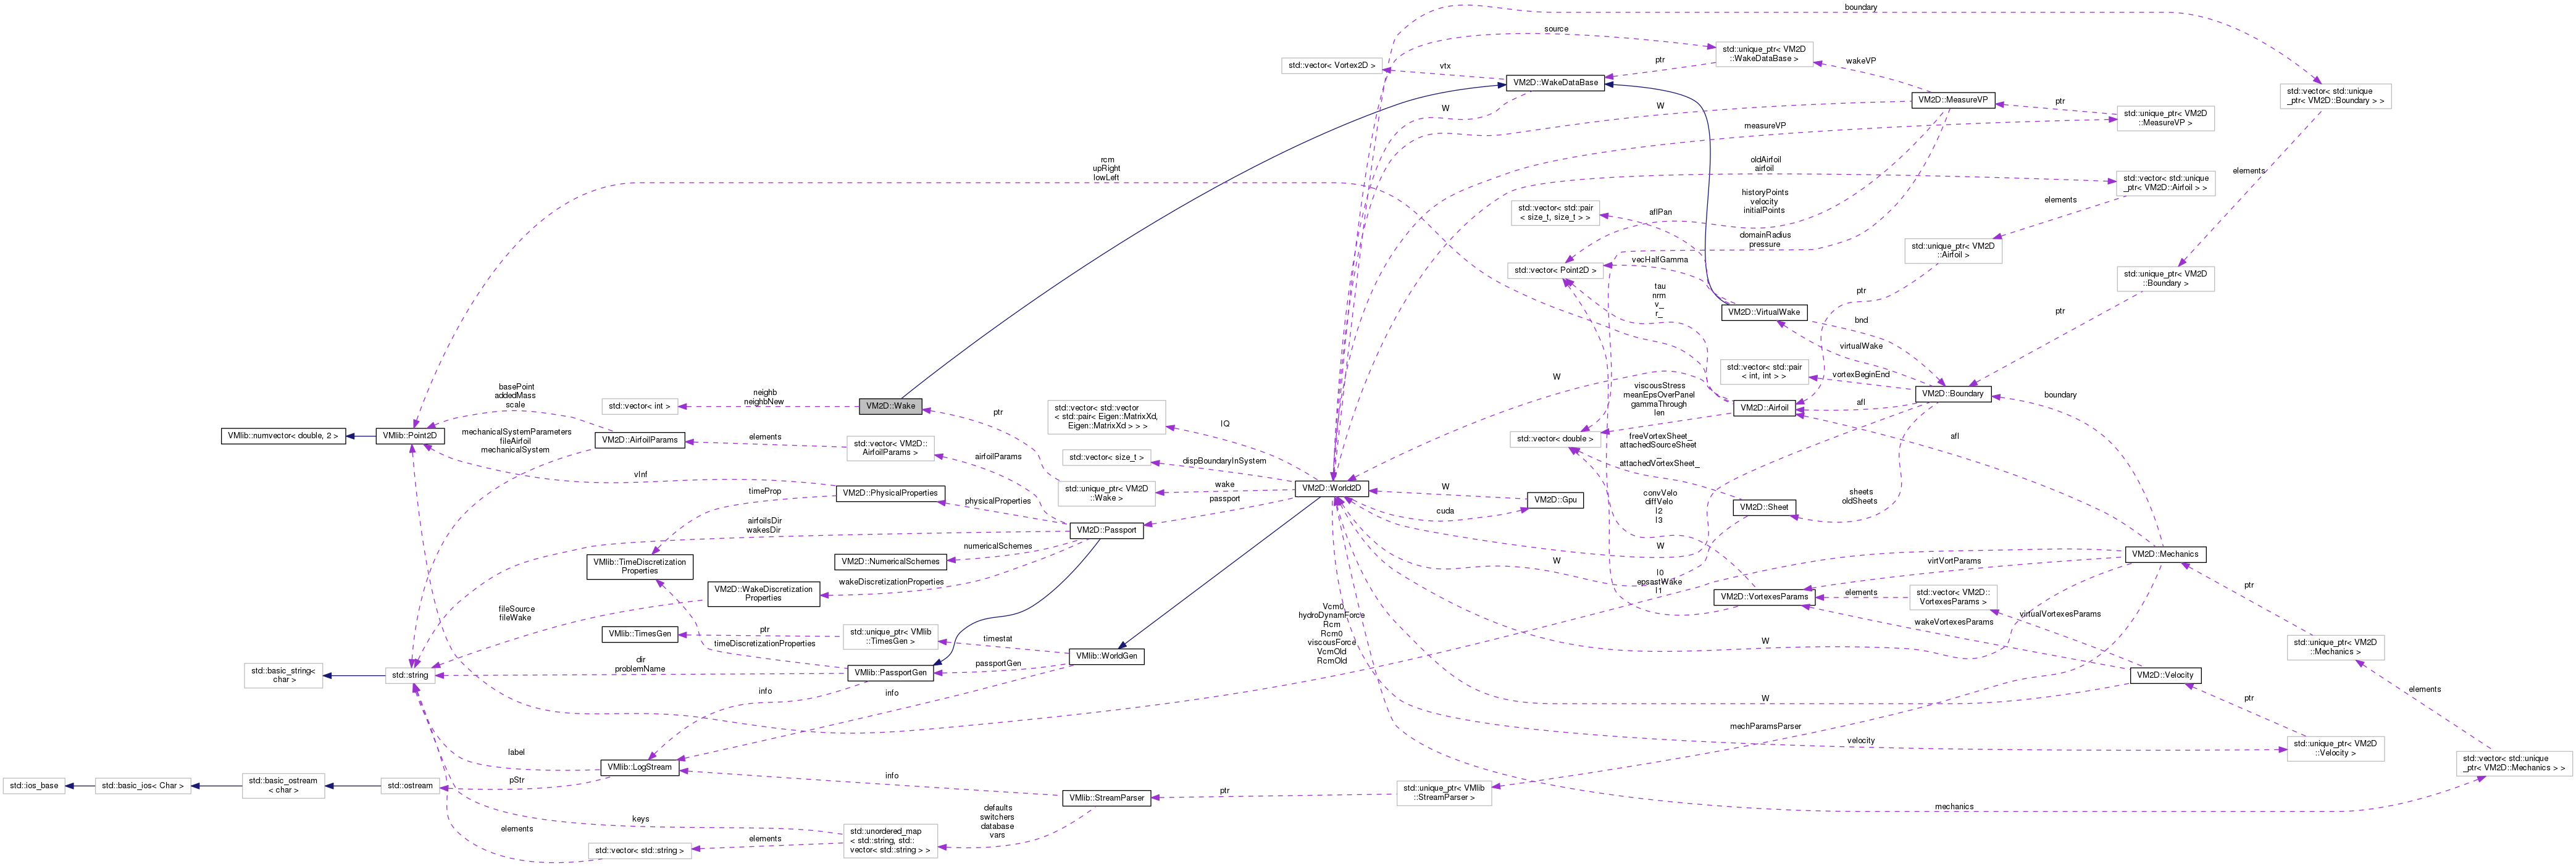 boundary
source
std::vector< Vortex2D >
vtx
VM2D::WakeDataBase
ptr
std::unique_ptr< VM2D
::WakeDataBase >
wakeVP
VM2D::MeasureVP
ptr
std::unique_ptr< VM2D
::MeasureVP >
std::vector< std::unique
_ptr< VM2D::Boundary > >
W
W
measureVP
rcm
upRight
lowLeft
oldAirfoil
airfoil
std::vector< std::unique
_ptr< VM2D::Airfoil > >
elements
elements
historyPoints
velocity
initialPoints
std::vector< std::pair
< size_t, size_t > >
aflPan
domainRadius
pressure
std::unique_ptr< VM2D
::Airfoil >
std::vector< Point2D >
vecHalfGamma
std::unique_ptr< VM2D
::Boundary >
tau
nrm
v_
r_
ptr
VM2D::VirtualWake
bnd
ptr
virtualWake
W
std::vector< std::pair
< int, int > >
vortexBeginEnd
VM2D::Boundary
basePoint
addedMass
scale
std::vector< int >
neighb
neighbNew
VM2D::Wake
ptr
std::vector< std::vector
< std::pair< Eigen::MatrixXd,
Eigen::MatrixXd > > >
IQ
viscousStress
meanEpsOverPanel
gammaThrough
len
VM2D::Airfoil
afl
boundary
VMlib::numvector< double, 2 >
VMlib::Point2D
mechanicalSystemParameters
fileAirfoil
mechanicalSystem
VM2D::AirfoilParams
elements
std::vector< VM2D::
AirfoilParams >
airfoilParams
std::vector< size_t >
dispBoundaryInSystem
std::vector< double >
freeVortexSheet_
attachedSourceSheet
_
attachedVortexSheet_
afl
vInf
timeProp
VM2D::PhysicalProperties
physicalProperties
std::unique_ptr< VM2D
::Wake >
wake
passport
VM2D::World2D
W
cuda
VM2D::Gpu
convVelo
diffVelo
I2
I3
VM2D::Sheet
sheets
oldSheets
airfoilsDir
wakesDir
VM2D::Passport
numericalSchemes
VM2D::NumericalSchemes
VMlib::TimeDiscretization
Properties
wakeDiscretizationProperties
VM2D::WakeDiscretization
Properties
W
W
I0
epsastWake
I1
VM2D::Mechanics
virtVortParams
VM2D::VortexesParams
elements
std::vector< VM2D::
VortexesParams >
ptr
virtualVortexesParams
wakeVortexesParams
fileSource
fileWake
VMlib::TimesGen
ptr
std::unique_ptr< VMlib
::TimesGen >
timestat
timeDiscretizationProperties
VMlib::WorldGen
Vcm0
hydroDynamForce
Rcm
Rcm0
viscousForce
VcmOld
RcmOld
W
std::unique_ptr< VM2D
::Mechanics >
std::basic_string<
char >
std::string
dir
problemName
VMlib::PassportGen
passportGen
info
info
W
VM2D::Velocity
elements
ptr
mechParamsParser
velocity
std::unique_ptr< VM2D
::Velocity >
label
pStr
VMlib::LogStream
info
std::ios_base
std::basic_ios< Char >
std::basic_ostream
< char >
std::ostream
VMlib::StreamParser
ptr
std::unique_ptr< VMlib
::StreamParser >
std::vector< std::unique
_ptr< VM2D::Mechanics > >
mechanics
defaults
switchers
database
vars
keys
elements
std::unordered_map
< std::string, std::
vector< std::string > >
elements
std::vector< std::string >